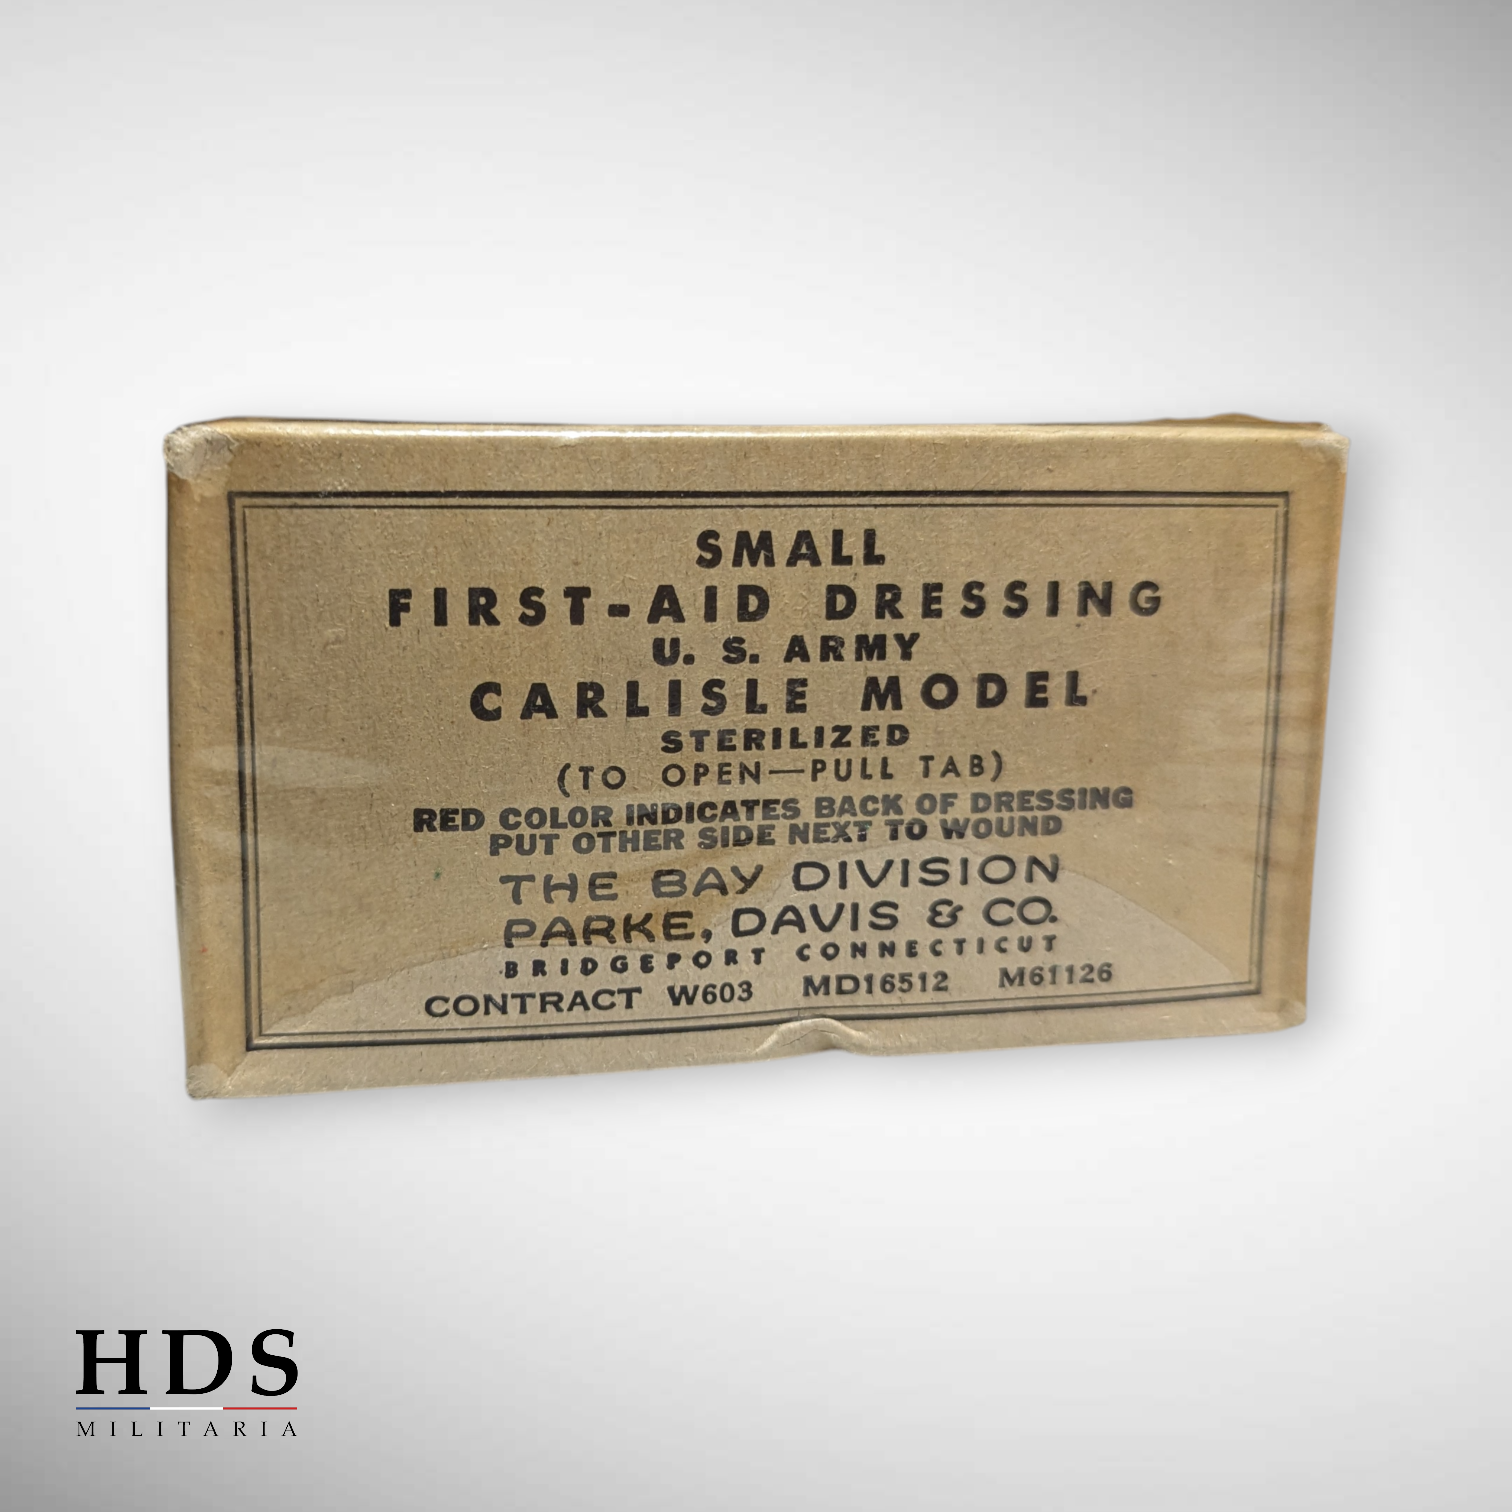 SMALL
FIRST-AID DRESSING
U. S. ARMY
CARLISLE MODEL
STERILIZED
(TO OPEN—PULL TAB)
RED COLOR INDICATES BACK OF DRESSING
PUT OTHER SIDE NEXT TO WOUND
THE BAY DIVISION
PARKE, DAVIS & CO.
BRIDGEPORT CONNECTICUT
CONTRACT W603 MD16512 M61126
HDS
MILITARIA